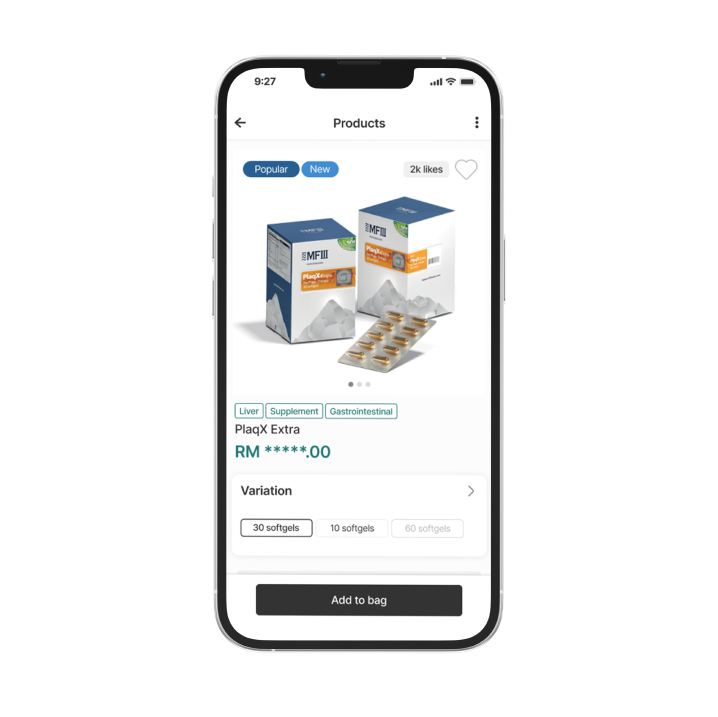 9:27
Products
Popular New 2k likes
MFIII
MFIII
PlaqX
PlaqX
Liver Supplement Gastrointestinal
PlaqX Extra
RM *****.00
Variation
30 softgels 10 softgels 60 softgels
Add to bag